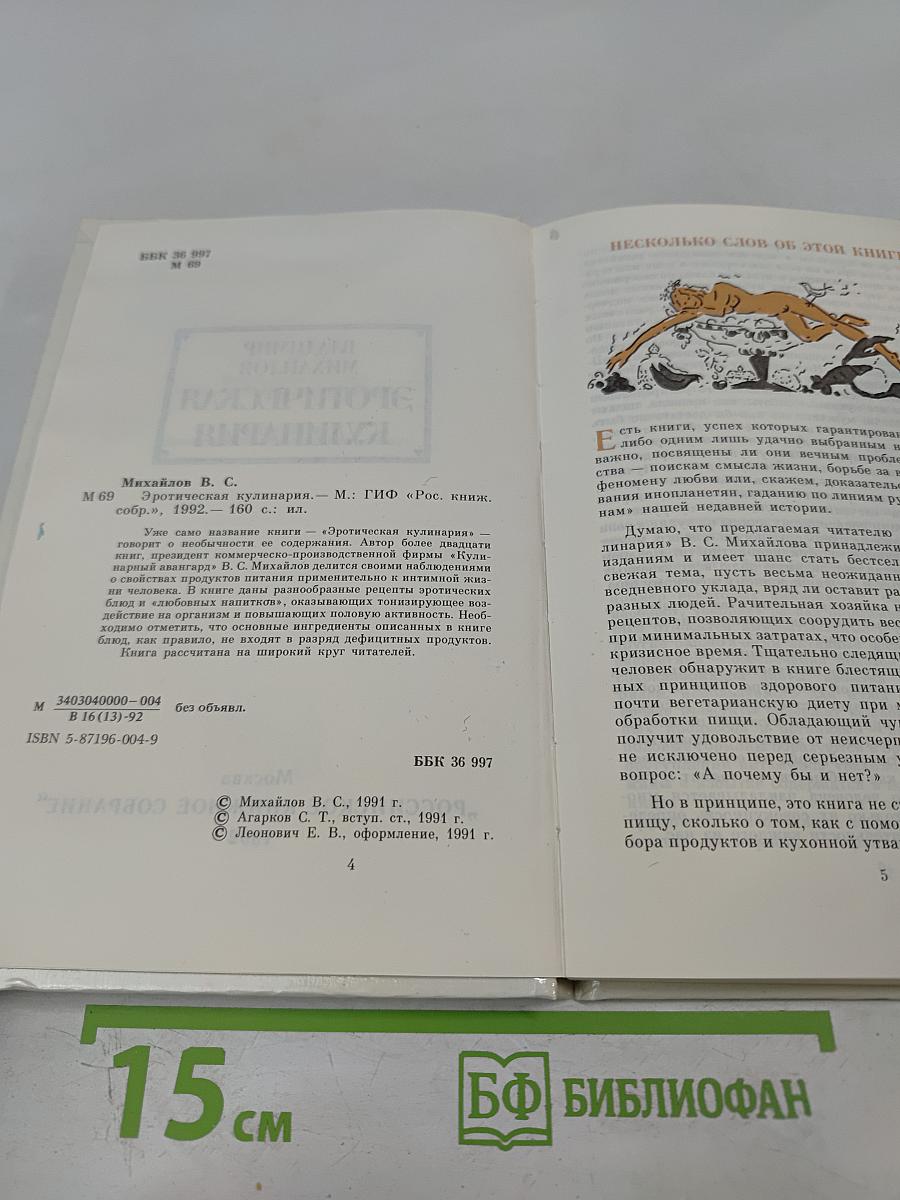 ББК 36 997
М 69
Михайлов В. С.
М 69 Эротическая кулинария.— М.: ГИФ «Рос. книж.
собр.», 1992.— 160 с.: ил.
Уже само название книги — «Эротическая кулинария» —
говорит о необычности ее содержания. Автор более двадцати
книг, президент коммерческо-производственной фирмы «Кули-
нарный авангард» В. С. Михайлов делится своими наблюдениями
о свойствах продуктов питания применительно к интимной жиз-
ни человека. В книге даны разнообразные рецепты эротических
блюд и «любовных напитков», оказывающих тонизирующее воз-
действие на организм и повышающих половую активность. Необ-
ходимо отметить, что основные ингредиенты описанных в книге
блюд, как правило, не входят в разряд дефицитных продуктов.
Книга рассчитана на широкий круг читателей.
М 3403040000—004
В 16(13)-92 без объявл.
ISBN 5-87196-004-9
ББК 36 997
© Михайлов В. С., 1991 г.
© Агарков С. Т., вступ. ст., 1991 г.
© Леонович Е. В., оформление, 1991 г.
4
НЕСКОЛЬКО СЛОВ ОБ ЭТОЙ КНИГЕ
Есть книги, успех которых гарантирован
либо одним лишь удачно выбранным н
важно, посвящены ли они вечным пробле
ства — поискам смысла жизни, борьбе за в
феномену любви или, скажем, доказатель
вания инопланетян, гаданию по линиям ру
нам» нашей недавней истории.
Думаю, что предлагаемая читателю
линария» В. С. Михайлова принадлежи
изданиям и имеет шанс стать бестсел
свежая тема, пусть весьма неожидан
вседневного уклада, вряд ли оставит ра
разных людей. Рачительная хозяйка н
рецептов, позволяющих соорудить вес
при минимальных затратах, что особе
кризисное время. Тщательно следящи
человек обнаружит в книге блестящ
ных принципов здорового питани
почти вегетарианскую диету при м
обработки пищи. Обладающий чу
получит удовольствие от неисчерп
не исключено перед серьезным у
вопрос: «А почему бы и нет?»
Но в принципе, это книга не с
пищу, сколько о том, как с помо
бора продуктов и кухонной утва
5
15 см
БФ БИБЛИОФАН